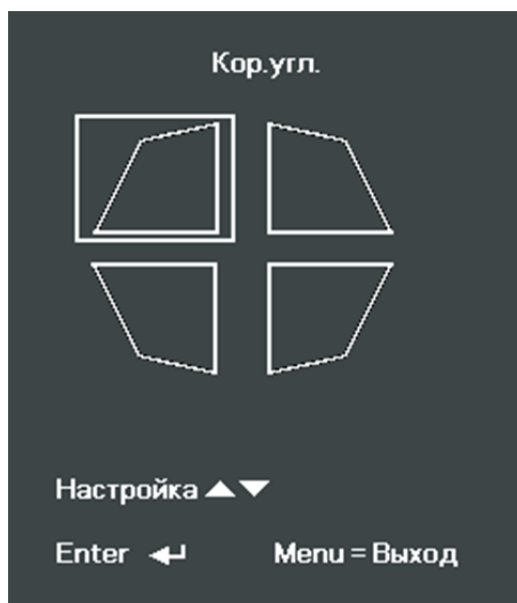 Кор.угл.
Настройка ▲▼
Enter ↵ Menu = Выход